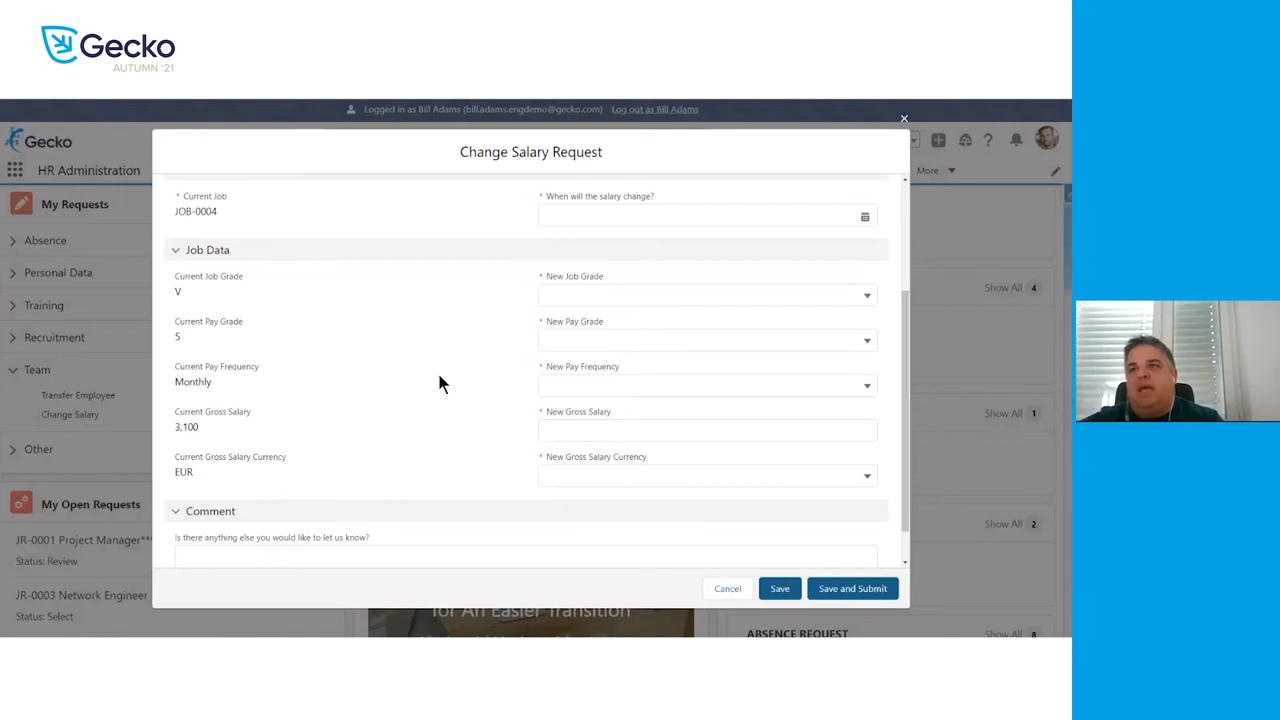 Gecko
AUTUMN '21
Logged in as Bill Adams (bill.adams.engdemo@gecko.com) Log out as Bill Adams
Gecko
HR Administration
More
Change Salary Request
My Requests
Absence
Personal Data
Training
Recruitment
Team
Transfer Employee
Change Salary
Other
My Open Requests
JR-0001 Project Manager**
Status: Review
JR-0003 Network Engineer
Status: Select
* Current Job
JOB-0004
* When will the salary change?
Job Data
Current Job Grade
V
* New Job Grade
Current Pay Grade
5
* New Pay Grade
Current Pay Frequency
Monthly
* New Pay Frequency
Current Gross Salary
3,100
* New Gross Salary
Current Gross Salary Currency
EUR
* New Gross Salary Currency
Comment
Is there anything else you would like to let us know?
Cancel
Save
Save and Submit
Show All 4
Show All 1
Show All 2
for An Easier Transition
ABSENCE REQUEST
Show All 8